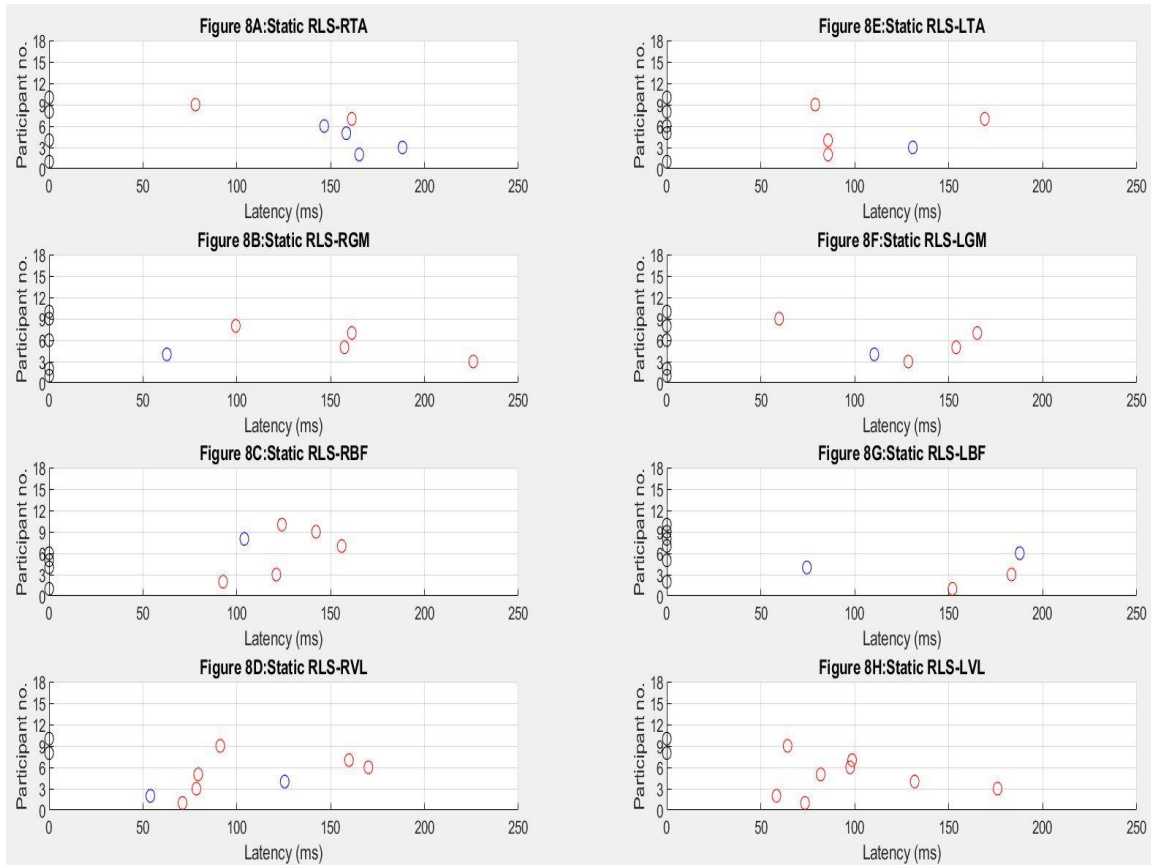 Figure 8A:Static RLS-RTA
Participant no.
18
15
12
9
6
3
0
0 50 100 150 200 250
Latency (ms)
Figure 8E:Static RLS-LTA
Participant no.
18
15
12
9
6
3
0
0 50 100 150 200 250
Latency (ms)
Figure 8B:Static RLS-RGM
Participant no.
18
15
12
9
6
3
0
0 50 100 150 200 250
Latency (ms)
Figure 8F:Static RLS-LGM
Participant no.
18
15
12
9
6
3
0
0 50 100 150 200 250
Latency (ms)
Figure 8C:Static RLS-RBF
Participant no.
18
15
12
9
6
3
0
0 50 100 150 200 250
Latency (ms)
Figure 8G:Static RLS-LBF
Participant no.
18
15
12
9
6
3
0
0 50 100 150 200 250
Latency (ms)
Figure 8D:Static RLS-RVL
Participant no.
18
15
12
9
6
3
0
0 50 100 150 200 250
Latency (ms)
Figure 8H:Static RLS-LVL
Participant no.
18
15
12
9
6
3
0
0 50 100 150 200 250
Latency (ms)